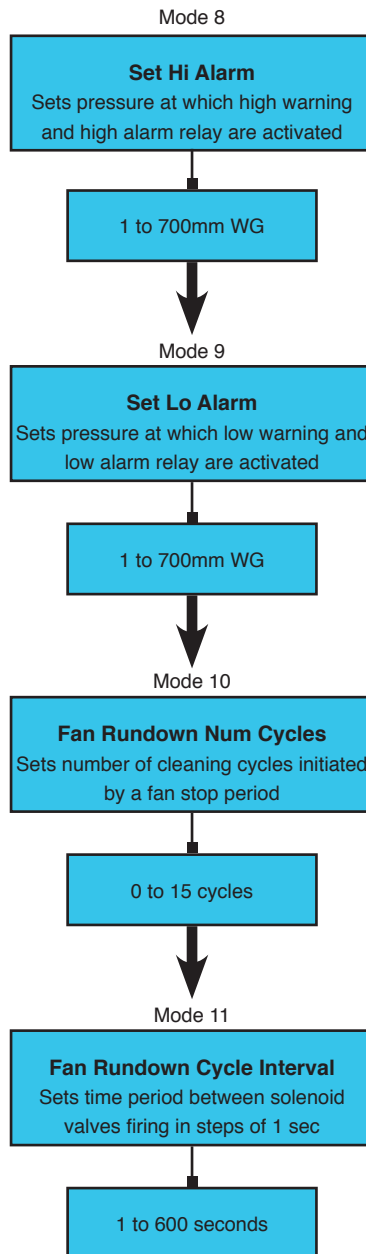 Mode 8
Set Hi Alarm
Sets pressure at which high warning
and high alarm relay are activated
1 to 700mm WG
Mode 9
Set Lo Alarm
Sets pressure at which low warning and
low alarm relay are activated
1 to 700mm WG
Mode 10
Fan Rundown Num Cycles
Sets number of cleaning cycles initiated
by a fan stop period
0 to 15 cycles
Mode 11
Fan Rundown Cycle Interval
Sets time period between solenoid
valves firing in steps of 1 sec
1 to 600 seconds